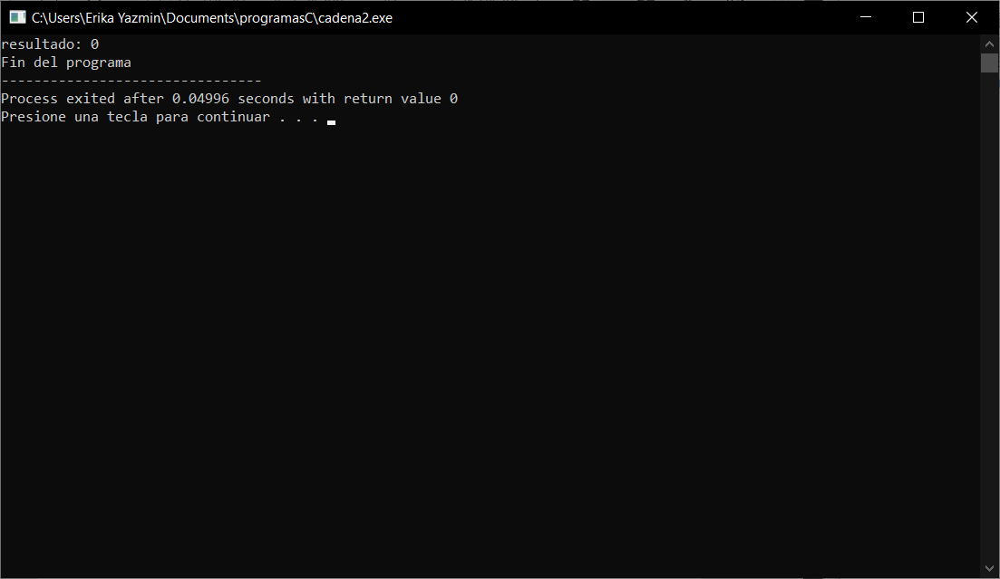 C:\Users\Erika Yazmin\Documents\programasC\cadena2.exe
resultado: 0
Fin del programa
--------------------------------
Process exited after 0.04996 seconds with return value 0
Presione una tecla para continuar . . .